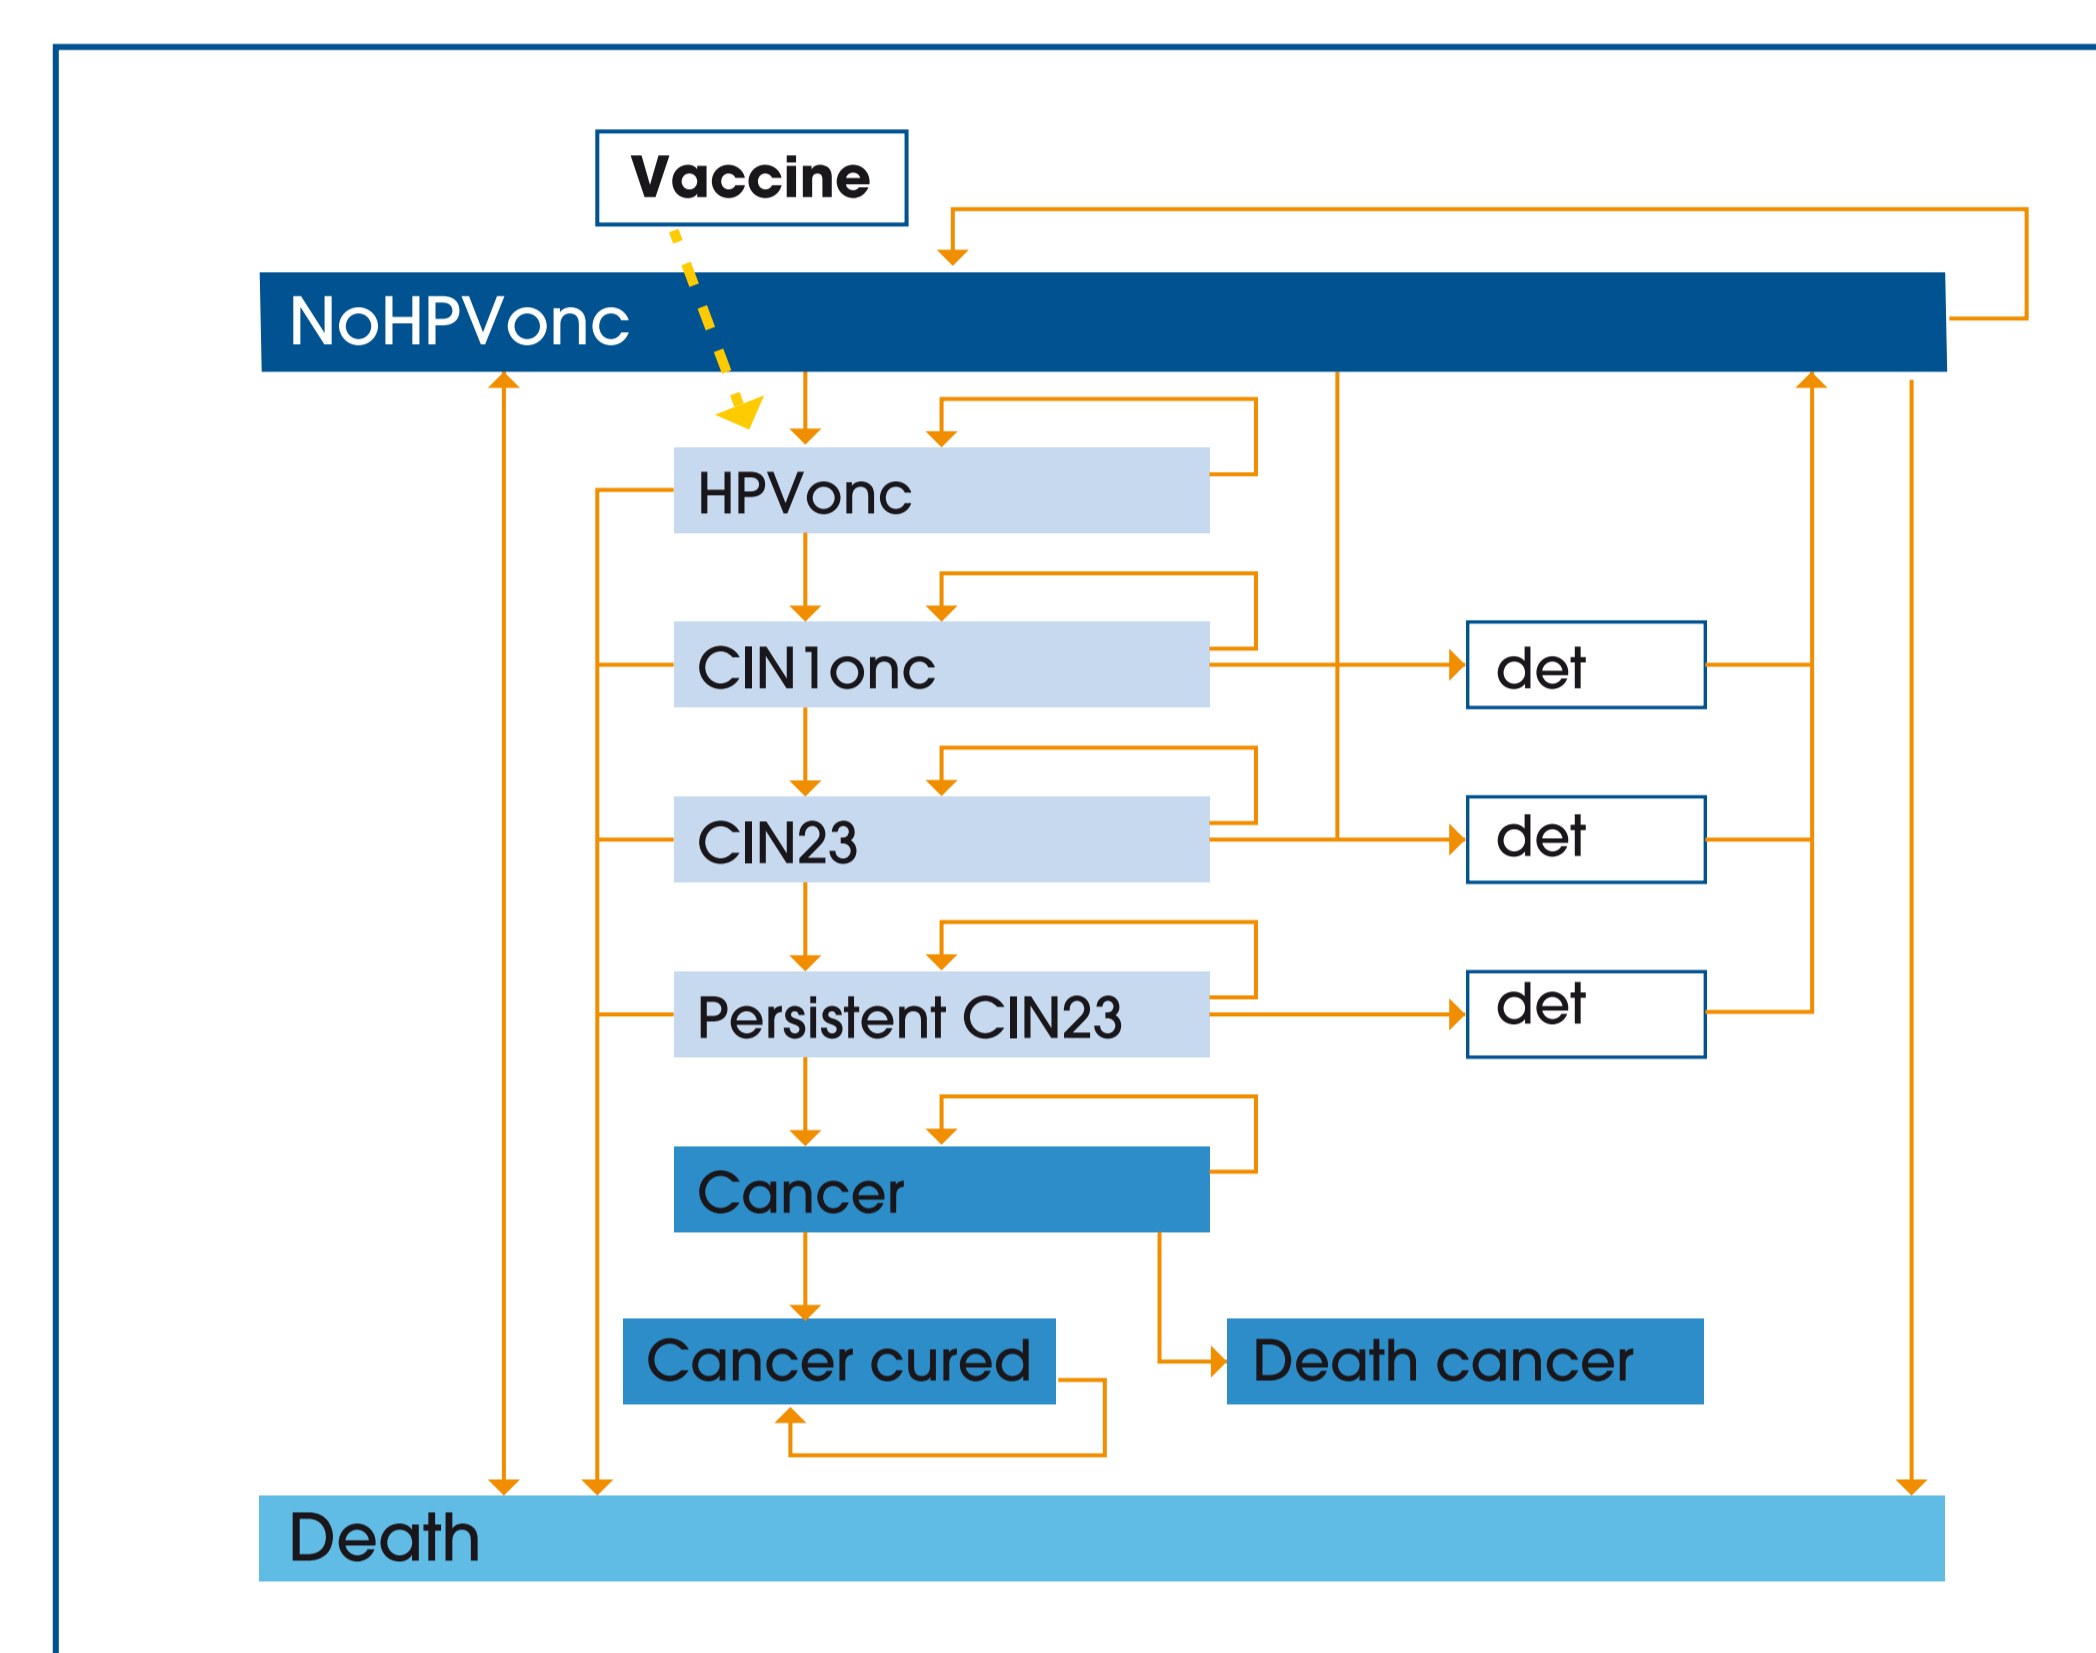 Vaccine
NoHPVonc
HPVonc
CIN1onc
det
CIN23
det
Persistent CIN23
det
Cancer
Cancer cured
Death cancer
Death